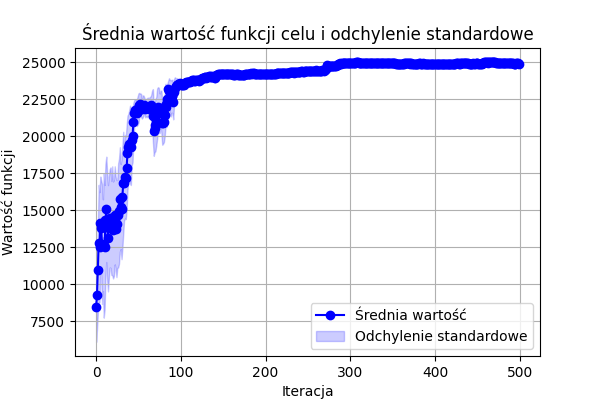 Średnia wartość funkcji celu i odchylenie standardowe
25000
22500
20000
17500
15000
12500
10000
7500
Wartość funkcji
0 100 200 300 400 500
Iteracja
Średnia wartość
Odchylenie standardowe